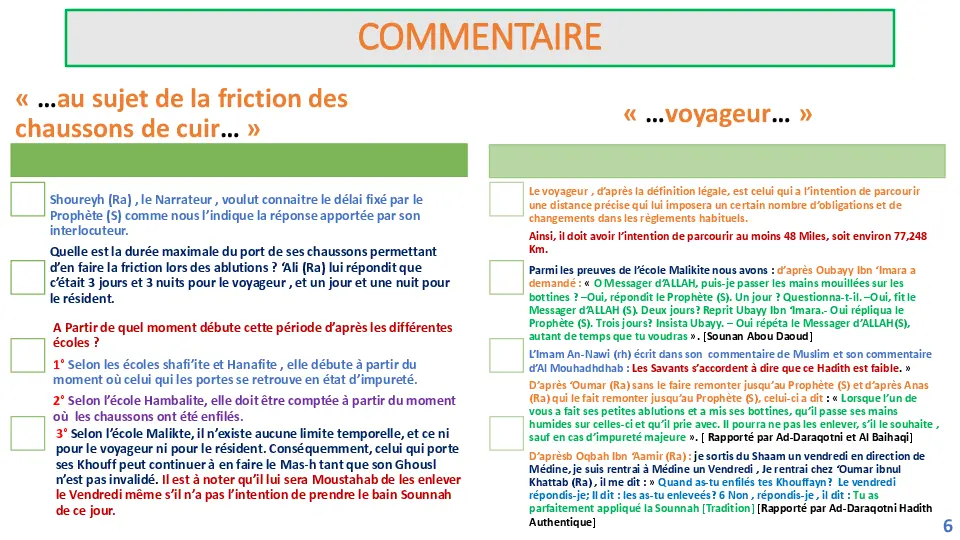 COMMENTAIRE
« …au sujet de la friction des
chaussons de cuir… »
Shoureyh (Ra) , le Narrateur , voulut connaitre le délai fixé par le
Prophète (S) comme nous l’indique la réponse apportée par son
interlocuteur.
Quelle est la durée maximale du port de ses chaussons permettant
d’en faire la friction lors des ablutions ? ‘Ali (Ra) lui répondit que
c’était 3 jours et 3 nuits pour le voyageur , et un jour et une nuit pour
le résident.
A Partir de quel moment débute cette période d’après les différentes
écoles ?
1° Selon les écoles shafi’ite et Hanafite , elle débute à partir du
moment où celui qui les portes se retrouve en état d’impureté.
2° Selon l’école Hambalite, elle doit être comptée à partir du moment
où les chaussons ont été enfilés.
3° Selon l’école Malikte, il n’existe aucune limite temporelle, et ce ni
pour le voyageur ni pour le résident. Conséquemment, celui qui porte
ses Khouff peut continuer à en faire le Mas-h tant que son Ghousl
n’est pas invalidé. Il est à noter qu’il lui sera Moustahab de les enlever
le Vendredi même s’il n’a pas l’intention de prendre le bain Sounnah
de ce jour.
« …voyageur… »
Le voyageur , d’après la définition légale, est celui qui a l’intention de parcourir
une distance précise qui lui imposera un certain nombre d’obligations et de
changements dans les règlements habituels.
Ainsi, il doit avoir l’intention de parcourir au moins 48 Miles, soit environ 77,248
Km.
Parmi les preuves de l’école Malikite nous avons : d’après Oubayy Ibn ‘Imara a
demandé : « O Messager d’ALLAH, puis-je passer les mains mouillées sur les
bottines ? –Oui, répondit le Prophète (S). Un jour ? Questionna-t-il. –Oui, fit le
Messager d’ALLAH (S). Deux jours? Reprit Ubayy Ibn ‘Imara.- Oui répliqua le
Prophète (S). Trois jours? Insista Ubayy. – Oui répéta le Messager d’ALLAH(S),
autant de temps que tu voudras ». [Sounan Abou Daoud]
L’Imam An-Nawi (rh) écrit dans son commentaire de Muslim et son commentaire
d’Al Mouhadhdhab : Les Savants s’accordent à dire que ce Hadith est faible. »
D’après ‘Oumar (Ra) sans le faire remonter jusqu’au Prophète (S) et d’après Anas
(Ra) qui le fait remonter jusqu’au Prophète (S), celui-ci a dit : « Lorsque l’un de
vous a fait ses petites ablutions et a mis ses bottines, qu’il passe ses mains
humides sur celles-ci et qu’il prie avec. Il pourra ne pas les enlever, s’il le souhaite ,
sauf en cas d’impureté majeure ». [ Rapporté par Ad-Daraqotni et Al Baihaqi]
D’aprèsb Oqbah Ibn ‘Aamir (Ra) : je sortis du Shaam un vendredi en direction de
Médine, je suis rentrai à Médine un Vendredi , Je rentrai chez ‘Oumar ibnul
Khattab (Ra) , il me dit : » Quand as-tu enfilés tes Khouffayn? Le vendredi
répondis-je; Il dit : les as-tu enleveés? 6 Non , répondis-je , il dit : Tu as
parfaitement appliqué la Sounnah [Tradition] [Rapporté par Ad-Daraqotni Hadith
Authentique]
6